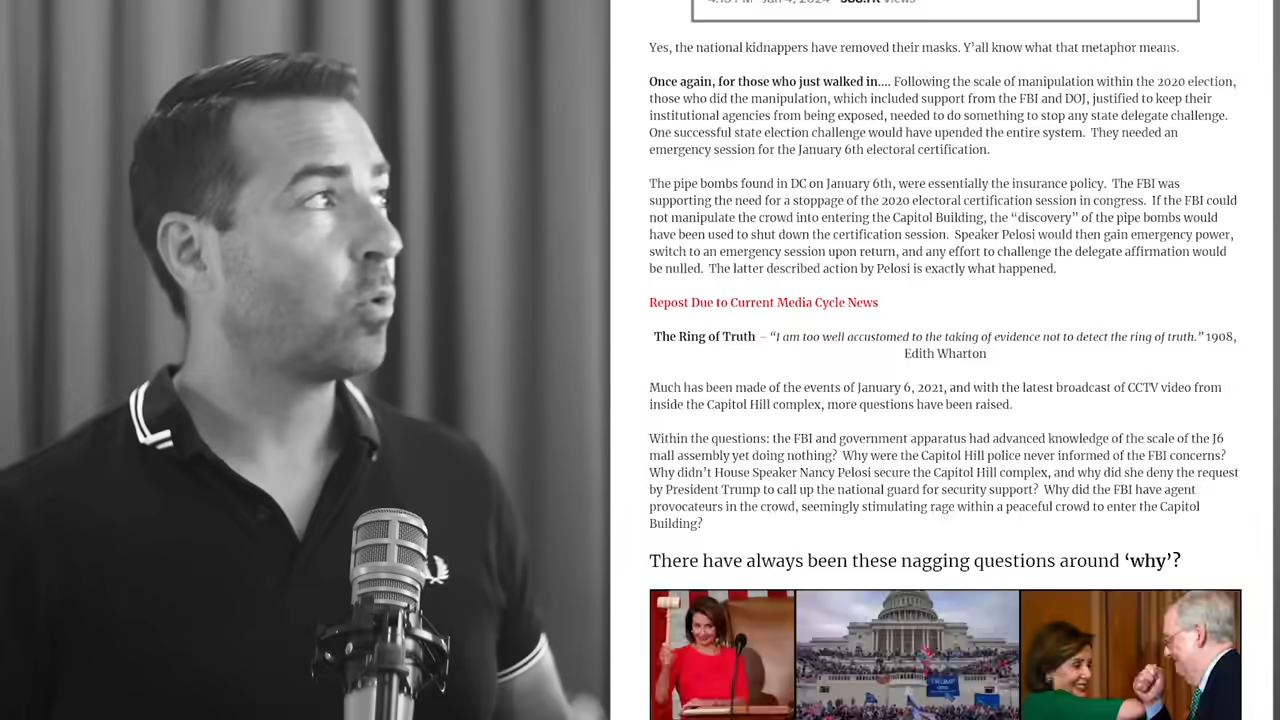 4:15 PM · Jan 4, 2024 · 388.7K Views
Yes, the national kidnappers have removed their masks. Y’all know what that metaphor means.
Once again, for those who just walked in…. Following the scale of manipulation within the 2020 election,
those who did the manipulation, which included support from the FBI and DOJ, justified to keep their
institutional agencies from being exposed, needed to do something to stop any state delegate challenge.
One successful state election challenge would have upended the entire system. They needed an
emergency session for the January 6th electoral certification.
The pipe bombs found in DC on January 6th, were essentially the insurance policy. The FBI was
supporting the need for a stoppage of the 2020 electoral certification session in congress. If the FBI could
not manipulate the crowd into entering the Capitol Building, the “discovery” of the pipe bombs would
have been used to shut down the certification session. Speaker Pelosi would then gain emergency power,
switch to an emergency session upon return, and any effort to challenge the delegate affirmation would
be nulled. The latter described action by Pelosi is exactly what happened.
Repost Due to Current Media Cycle News
The Ring of Truth – “I am too well accustomed to the taking of evidence not to detect the ring of truth.” 1908,
Edith Wharton
Much has been made of the events of January 6, 2021, and with the latest broadcast of CCTV video from
inside the Capitol Hill complex, more questions have been raised.
Within the questions: the FBI and government apparatus had advanced knowledge of the scale of the J6
mall assembly yet doing nothing? Why were the Capitol Hill police never informed of the FBI concerns?
Why didn’t House Speaker Nancy Pelosi secure the Capitol Hill complex, and why did she deny the request
by President Trump to call up the national guard for security support? Why did the FBI have agent
provocateurs in the crowd, seemingly stimulating rage within a peaceful crowd to enter the Capitol
Building?
There have always been these nagging questions around ‘why’?
TRUMP